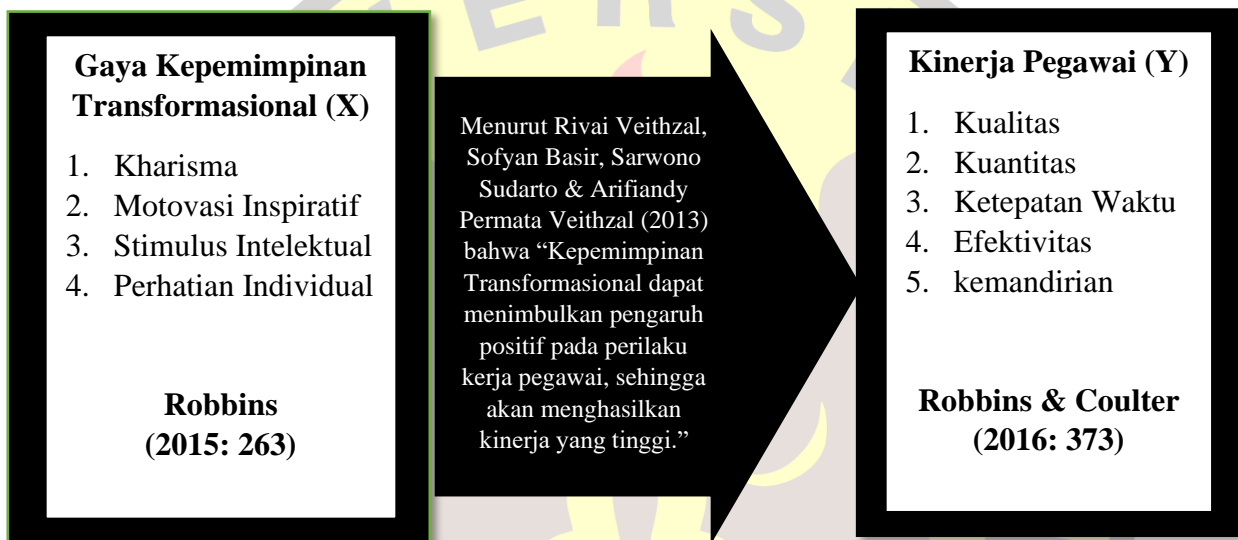 Gaya Kepemimpinan
Transformasional (X)
1. Kharisma
2. Motovasi Inspiratif
3. Stimulus Intelektual
4. Perhatian Individual
Robbins
(2015: 263)
Menurut Rivai Veithzal,
Sofyan Basir, Sarwono
Sudarto & Arifiandy
Permata Veithzal (2013)
bahwa “Kepemimpinan
Transformasional dapat
menimbulkan pengaruh
positif pada perilaku
kerja pegawai, sehingga
akan menghasilkan
kinerja yang tinggi.”
Kinerja Pegawai (Y)
1. Kualitas
2. Kuantitas
3. Ketepatan Waktu
4. Efektivitas
5. kemandirian
Robbins & Coulter
(2016: 373)